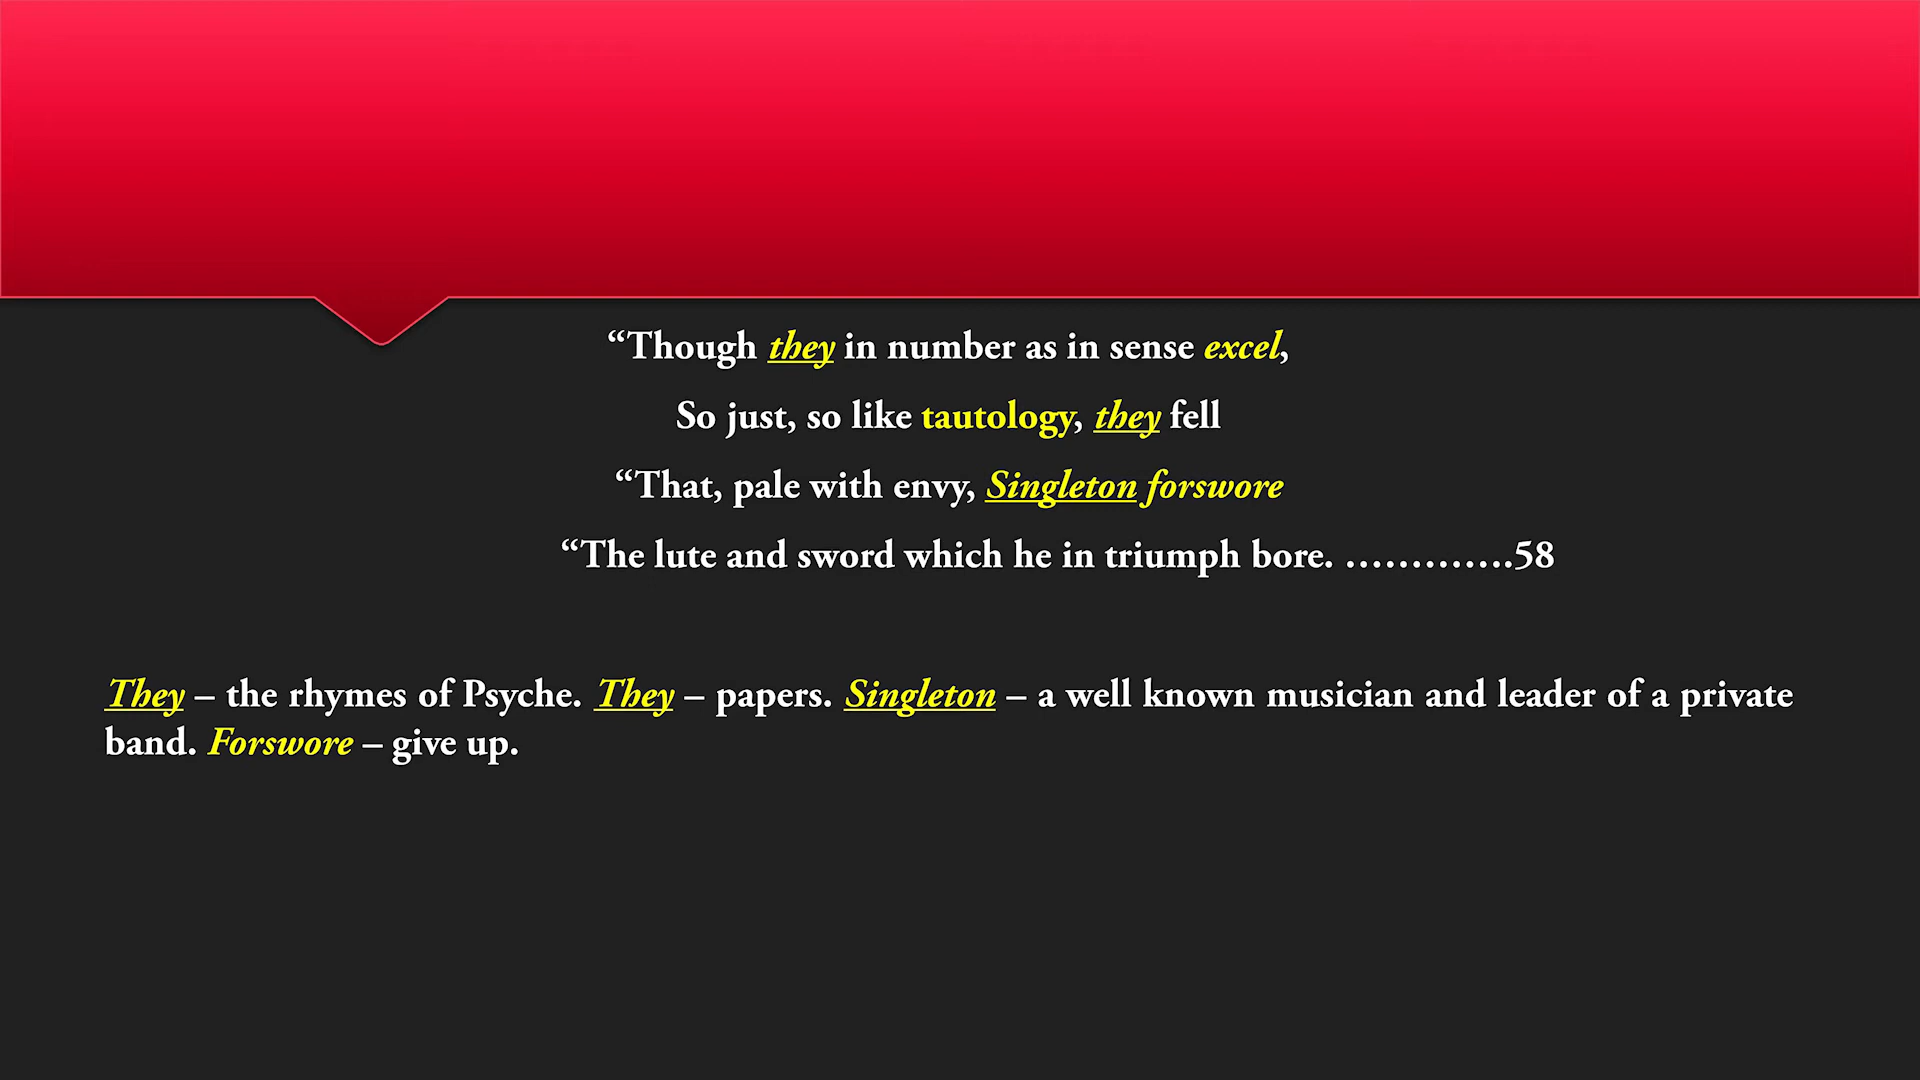 “Though they in number as in sense excel,
So just, so like tautology, they fell
“That, pale with envy, Singleton forswore
“The lute and sword which he in triumph bore. .............58
They – the rhymes of Psyche. They – papers. Singleton – a well known musician and leader of a private
band. Forswore – give up.